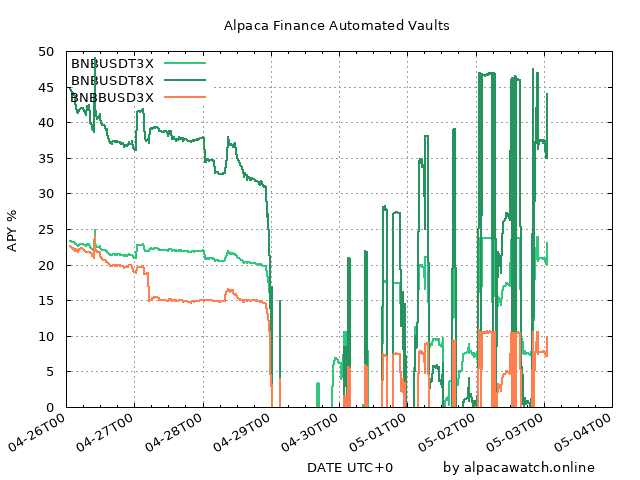 Alpaca Finance Automated Vaults
APY %
50
45
40
35
30
25
20
15
10
5
0
BNBUSDT3X
BNBUSDT8X
BNBBUSD3X
04-26T00
04-27T00
04-28T00
04-29T00
04-30T00
05-01T00
05-02T00
05-03T00
05-04T00
DATE UTC+0
by alpacawatch.online